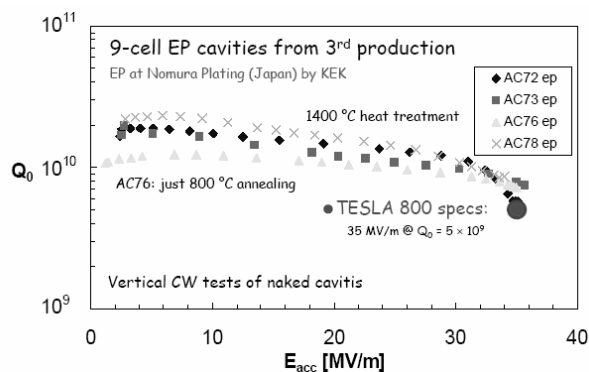 10¹¹
9-cell EP cavities from 3rd production
EP at Nomura Plating (Japan) by KEK
AC72 ep
AC73 ep
AC76 ep
AC78 ep
1400 °C heat treatment
10¹⁰
Q₀
AC76: just 800 °C annealing
TESLA 800 specs:
35 MV/m @ Q₀ = 5 × 10⁹
Vertical CW tests of naked cavitis
10⁹
0 10 20 30 40
Eacc [MV/m]